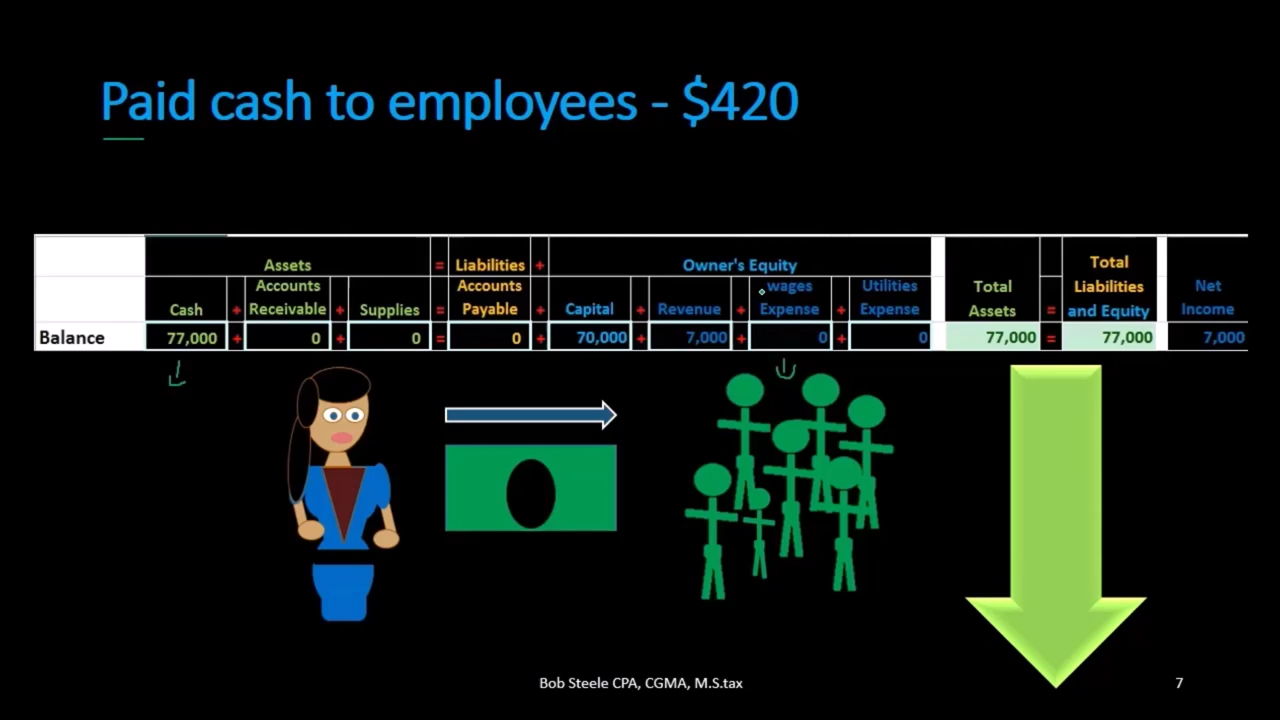 Paid cash to employees - $420
Assets = Liabilities + Owner's Equity
Cash + Accounts Receivable + Supplies = Accounts Payable + Capital + Revenue + wages Expense + Utilities Expense Total Assets = Total Liabilities and Equity Net Income
Balance 77,000 + 0 + 0 = 0 + 70,000 + 7,000 + 0 + 0 77,000 = 77,000 7,000
Bob Steele CPA, CGMA, M.S.tax
7